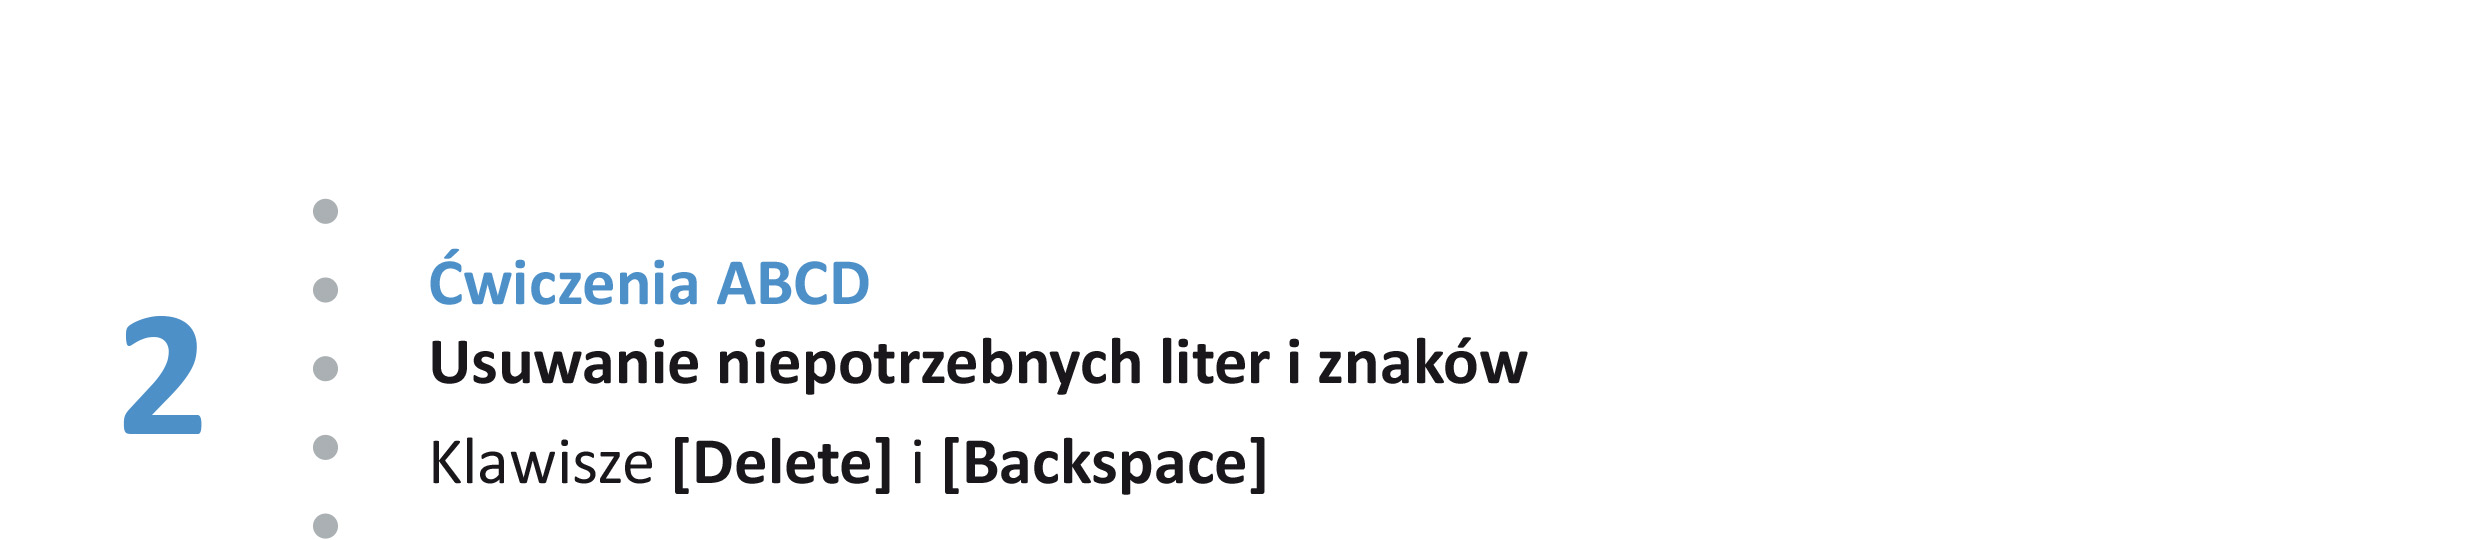 2
Ćwiczenia ABCD
Usuwanie niepotrzebnych liter i znaków
Klawisze [Delete] i [Backspace]